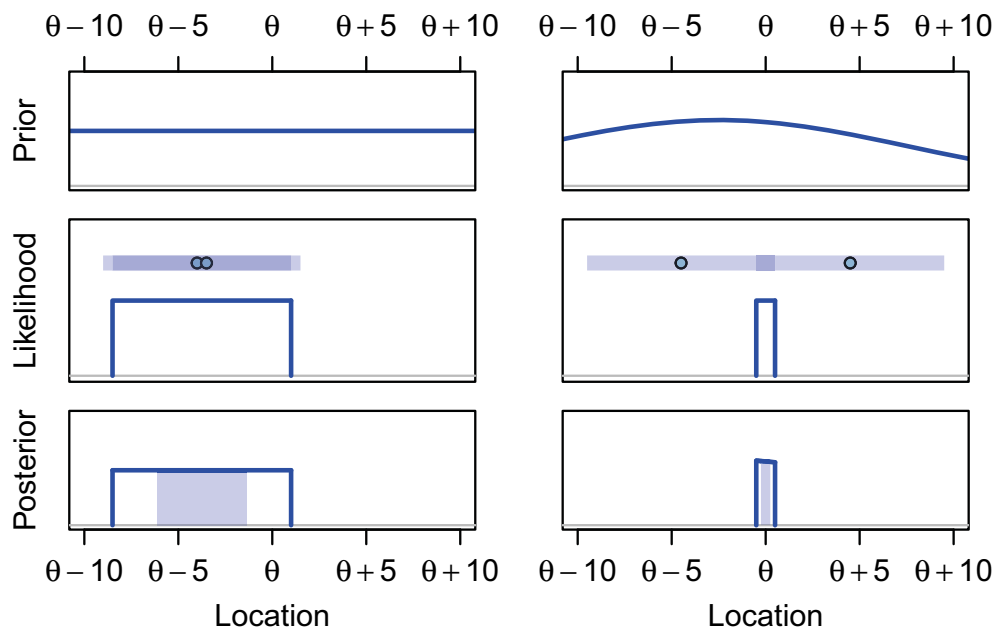 θ − 10 θ − 5 θ θ + 5 θ + 10 θ − 10 θ − 5 θ θ + 5 θ + 10
Prior
Likelihood
Posterior
θ − 10 θ − 5 θ θ + 5 θ + 10 θ − 10 θ − 5 θ θ + 5 θ + 10
Location Location